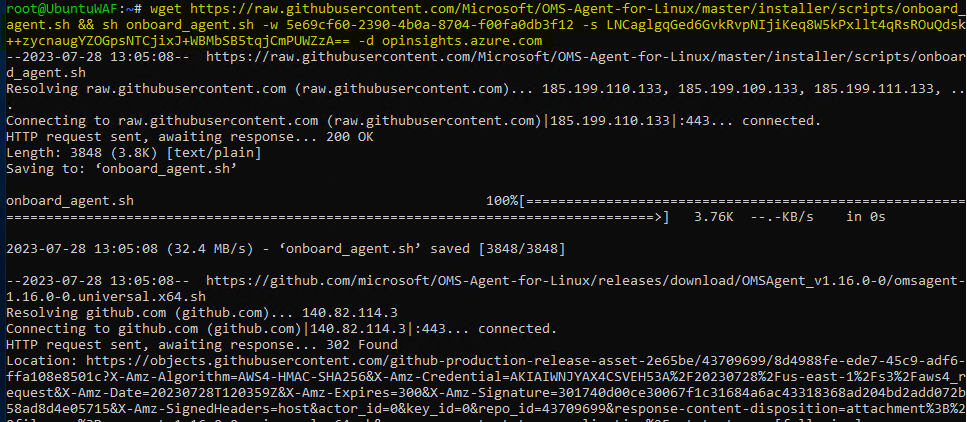 root@UbuntuWAF:~# wget https://raw.githubusercontent.com/Microsoft/OMS-Agent-for-Linux/master/installer/scripts/onboard_
agent.sh && sh onboard_agent.sh -w 5e69cf60-2390-4b0a-8704-f00fa0db3f12 -s LNCaglgqGed6GvkRvpNIjiKeq8W5kPxllt4qRsROuQdsk
++zycnaugYZOGpsNTCjixJ+WBMbSB5tqjCmPUWZzA== -d opinsights.azure.com
--2023-07-28 13:05:08--  https://raw.githubusercontent.com/Microsoft/OMS-Agent-for-Linux/master/installer/scripts/onboar
d_agent.sh
Resolving raw.githubusercontent.com (raw.githubusercontent.com)... 185.199.110.133, 185.199.109.133, 185.199.111.133, ..
.
Connecting to raw.githubusercontent.com (raw.githubusercontent.com)|185.199.110.133|:443... connected.
HTTP request sent, awaiting response... 200 OK
Length: 3848 (3.8K) [text/plain]
Saving to: ‘onboard_agent.sh’
onboard_agent.sh 100%[=====================================================
================================================================================>] 3.76K --.-KB/s in 0s
2023-07-28 13:05:08 (32.4 MB/s) - ‘onboard_agent.sh’ saved [3848/3848]
--2023-07-28 13:05:08--  https://github.com/microsoft/OMS-Agent-for-Linux/releases/download/OMSAgent_v1.16.0-0/omsagent-
1.16.0-0.universal.x64.sh
Resolving github.com (github.com)... 140.82.114.3
Connecting to github.com (github.com)|140.82.114.3|:443... connected.
HTTP request sent, awaiting response... 302 Found
Location: https://objects.githubusercontent.com/github-production-release-asset-2e65be/43709699/8d4988fe-ede7-45c9-adf6-
ffa108e8501c?X-Amz-Algorithm=AWS4-HMAC-SHA256&X-Amz-Credential=AKIAIWNJYAX4CSVEH53A%2F20230728%2Fus-east-1%2Fs3%2Faws4_r
equest&X-Amz-Date=20230728T120359Z&X-Amz-Expires=300&X-Amz-Signature=301740d00ce30067f1c31684a6ac43318368ad204bd2add072b
58ad8d4e05715&X-Amz-SignedHeaders=host&actor_id=0&key_id=0&repo_id=43709699&response-content-disposition=attachment%3B%2